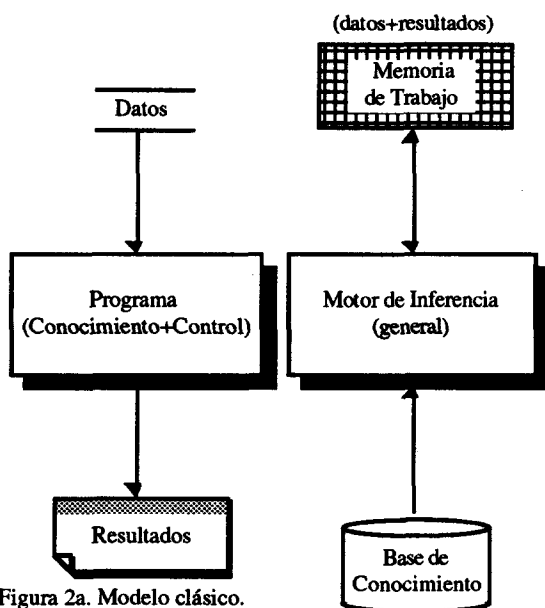 (datos+resultados)
Memoria
de Trabajo
Datos
Programa
(Conocimiento+Control)
Motor de Inferencia
(general)
Resultados
Base de
Conocimiento
Figura 2a. Modelo clásico.